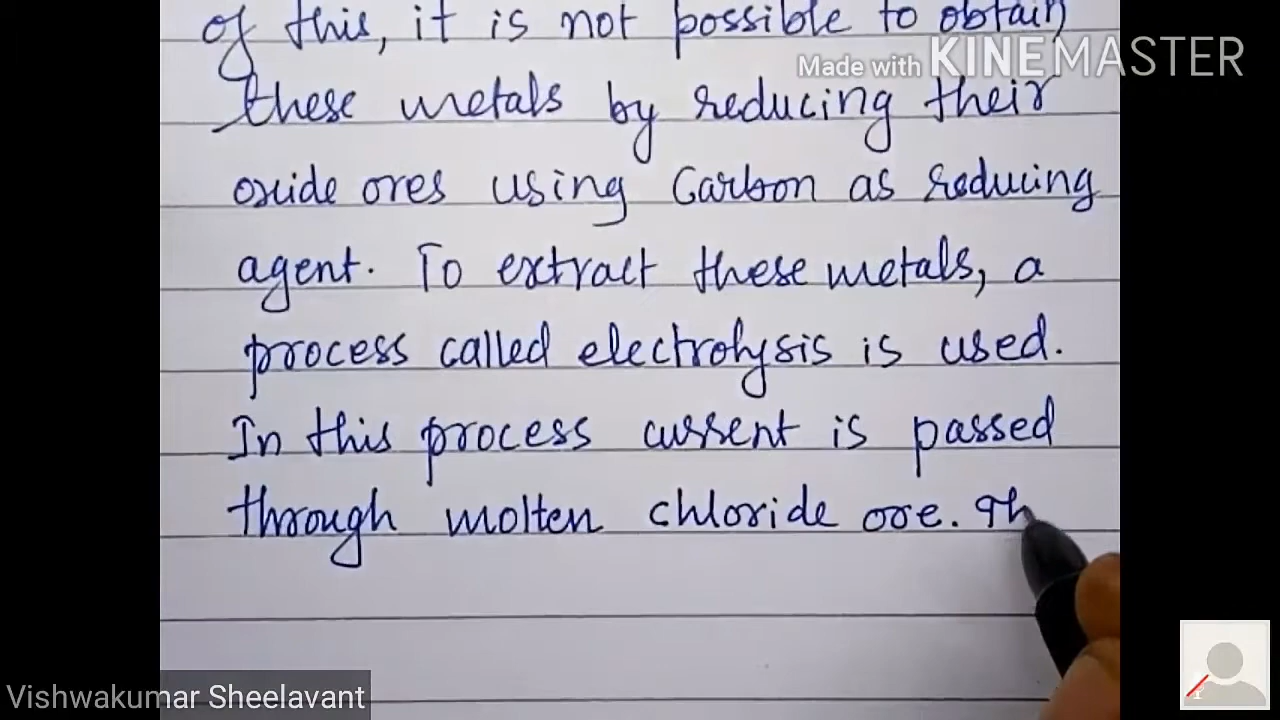 of this, it is not possible to obtain
Made with KINEMASTER
these metals by reducing their
oxide ores using Carbon as reducing
agent. To extract these metals, a
process called electrolysis is used.
In this process current is passed
through molten chloride ore. Th
Vishwakumar Sheelavant